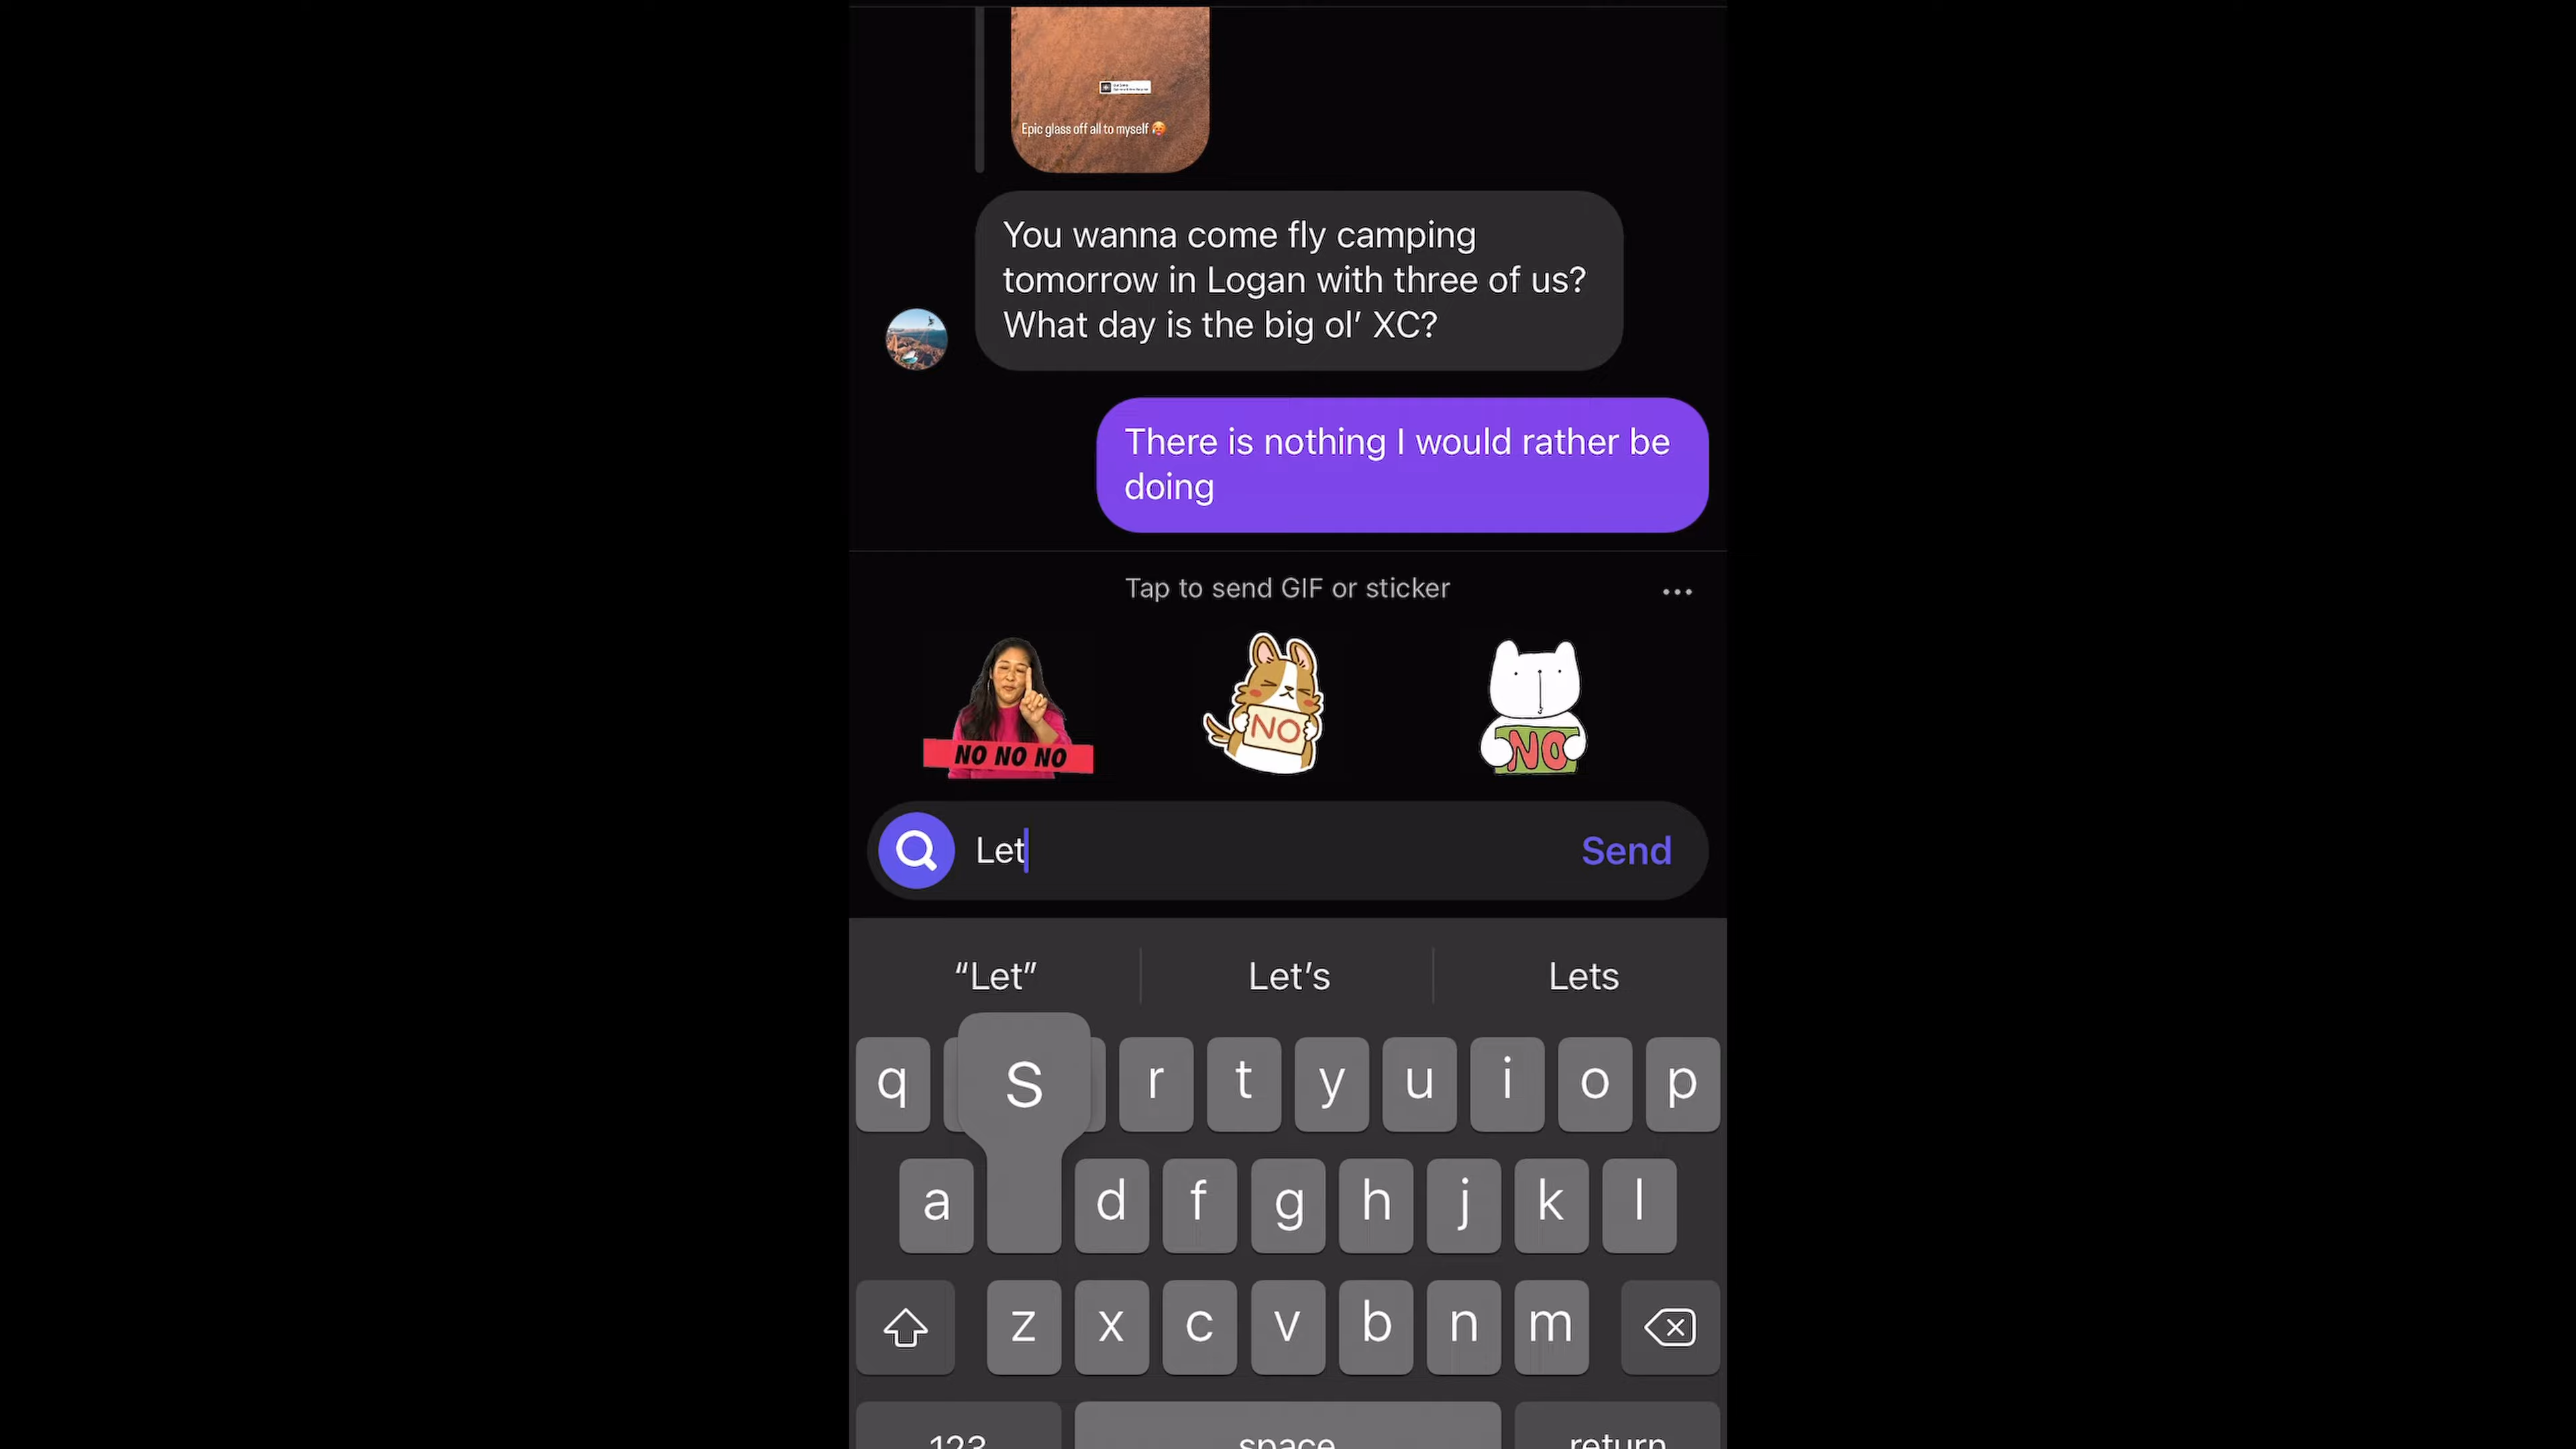 Epic glass off all to myself 🥵
You wanna come fly camping
tomorrow in Logan with three of us?
What day is the big ol’ XC?
There is nothing I would rather be
doing
Tap to send GIF or sticker
NO NO NO
NO
NO
Let
Send
“Let”
Let’s
Lets
q
S
r
t
y
u
i
o
p
a
d
f
g
h
j
k
l
z
x
c
v
b
n
m
123
space
return